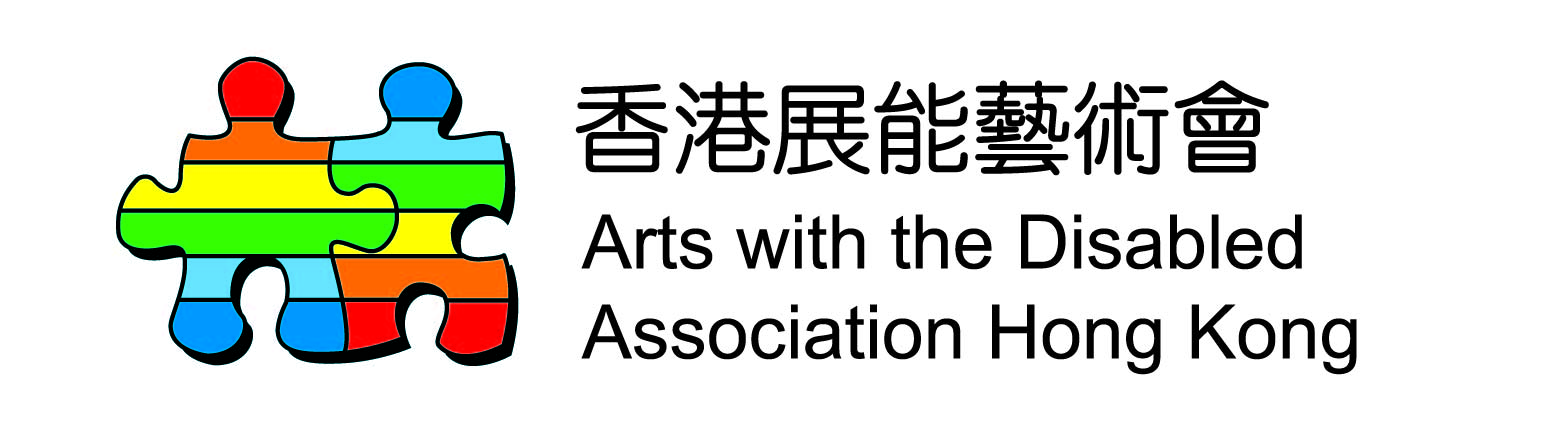 香港展能藝術會
Arts with the Disabled
Association Hong Kong